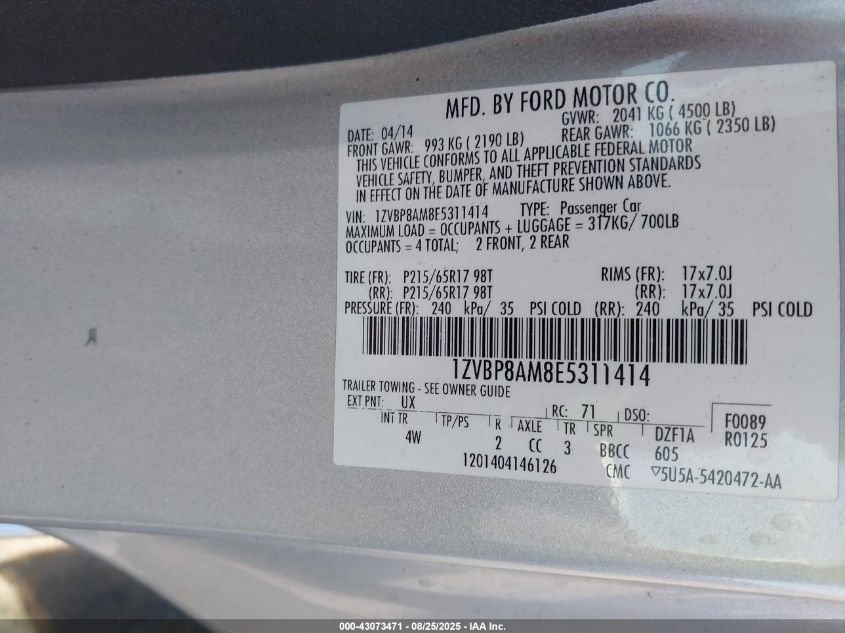 MFD. BY FORD MOTOR CO.
DATE: 04/14 GVWR: 2041 KG ( 4500 LB)
FRONT GAWR: 993 KG ( 2190 LB) REAR GAWR: 1066 KG ( 2350 LB)
THIS VEHICLE CONFORMS TO ALL APPLICABLE FEDERAL MOTOR
VEHICLE SAFETY, BUMPER, AND THEFT PREVENTION STANDARDS
IN EFFECT ON THE DATE OF MANUFACTURE SHOWN ABOVE.
VIN: 1ZVBP8AM8E5311414 TYPE: Passenger Car
MAXIMUM LOAD = OCCUPANTS + LUGGAGE = 317KG/ 700LB
OCCUPANTS = 4 TOTAL; 2 FRONT, 2 REAR
TIRE (FR): P215/65R17 98T RIMS (FR): 17x7.0J
(RR): P215/65R17 98T (RR): 17x7.0J
PRESSURE (FR): 240 kPa/ 35 PSI COLD (RR): 240 kPa/ 35 PSI COLD
1ZVBP8AM8E5311414
TRAILER TOWING - SEE OWNER GUIDE
EXT PNT: UX RC: 71 DSO: F0089
INT TR TP/PS R AXLE TR SPR DZF1A R0125
4W 2 CC 3 BBCC 605
1201404146126 CMC ▽5U5A-5420472-AA
000-43073471 - 08/25/2025 - IAA Inc.